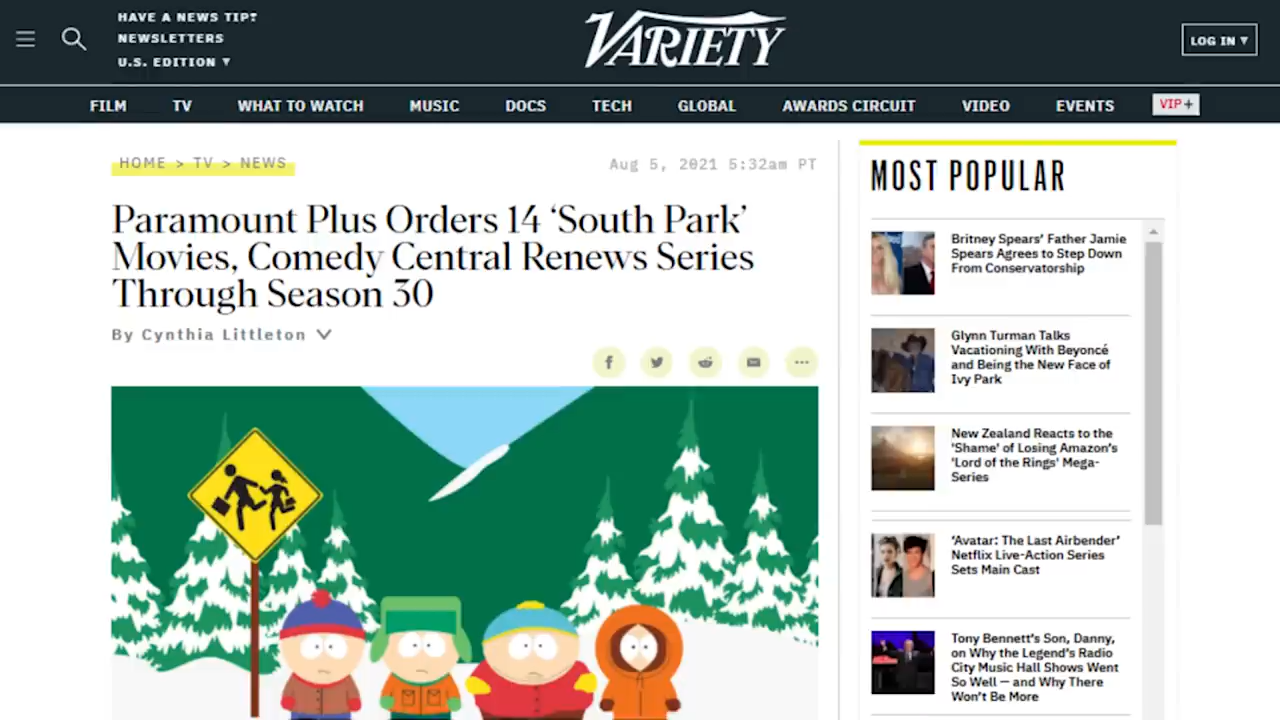 HAVE A NEWS TIP?
NEWSLETTERS
U.S. EDITION ▼
VARIETY
LOG IN ▼
FILM TV WHAT TO WATCH MUSIC DOCS TECH GLOBAL AWARDS CIRCUIT VIDEO EVENTS VIP+
HOME > TV > NEWS
Aug 5, 2021 5:32am PT
Paramount Plus Orders 14 ‘South Park’
Movies, Comedy Central Renews Series
Through Season 30
By Cynthia Littleton
MOST POPULAR
Britney Spears’ Father Jamie
Spears Agrees to Step Down
From Conservatorship
Glynn Turman Talks
Vacationing With Beyoncé
and Being the New Face of
Ivy Park
New Zealand Reacts to the
'Shame' of Losing Amazon’s
'Lord of the Rings' Mega-
Series
‘Avatar: The Last Airbender’
Netflix Live-Action Series
Sets Main Cast
Tony Bennett’s Son, Danny,
on Why the Legend’s Radio
City Music Hall Shows Went
So Well — and Why There
Won’t Be More